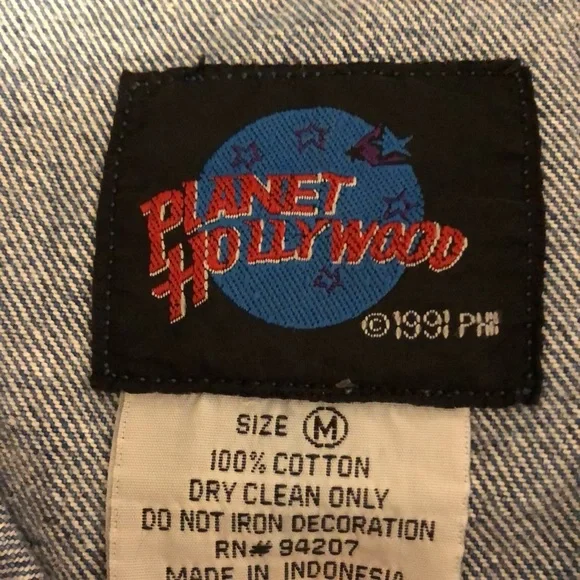 PLANET
HOLLYWOOD
©1991 PHII
SIZE M
100% COTTON
DRY CLEAN ONLY
DO NOT IRON DECORATION
RN# 94207
MADE IN INDONESIA